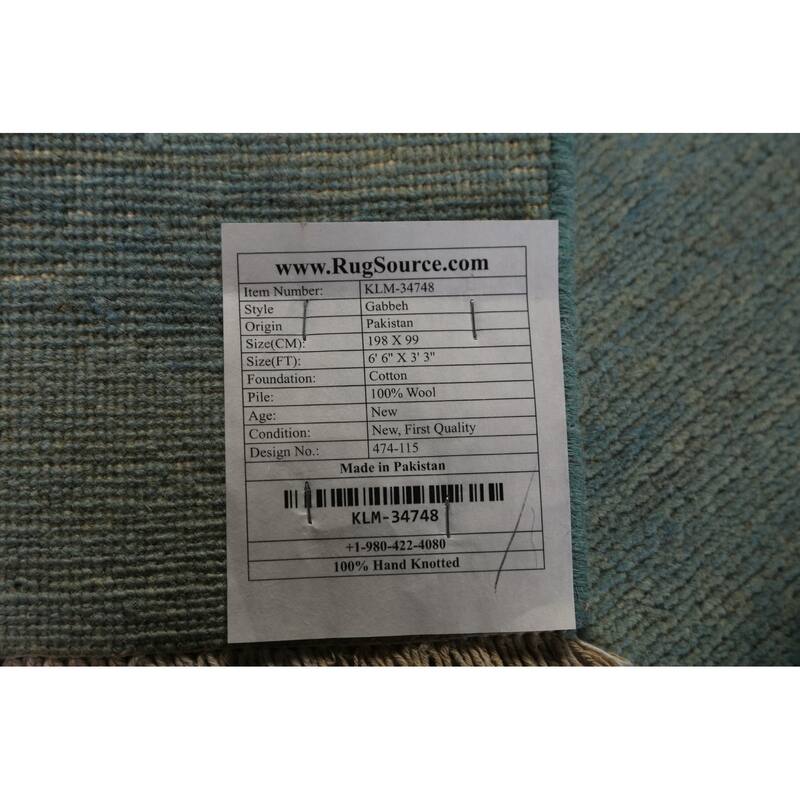 www.RugSource.com
Item Number: KLM-34748
Style Gabbeh
Origin Pakistan
Size(CM): 198 X 99
Size(FT): 6' 6" X 3' 3"
Foundation: Cotton
Pile: 100% Wool
Age: New
Condition: New, First Quality
Design No.: 474-115
Made in Pakistan
KLM-34748
+1-980-422-4080
100% Hand Knotted